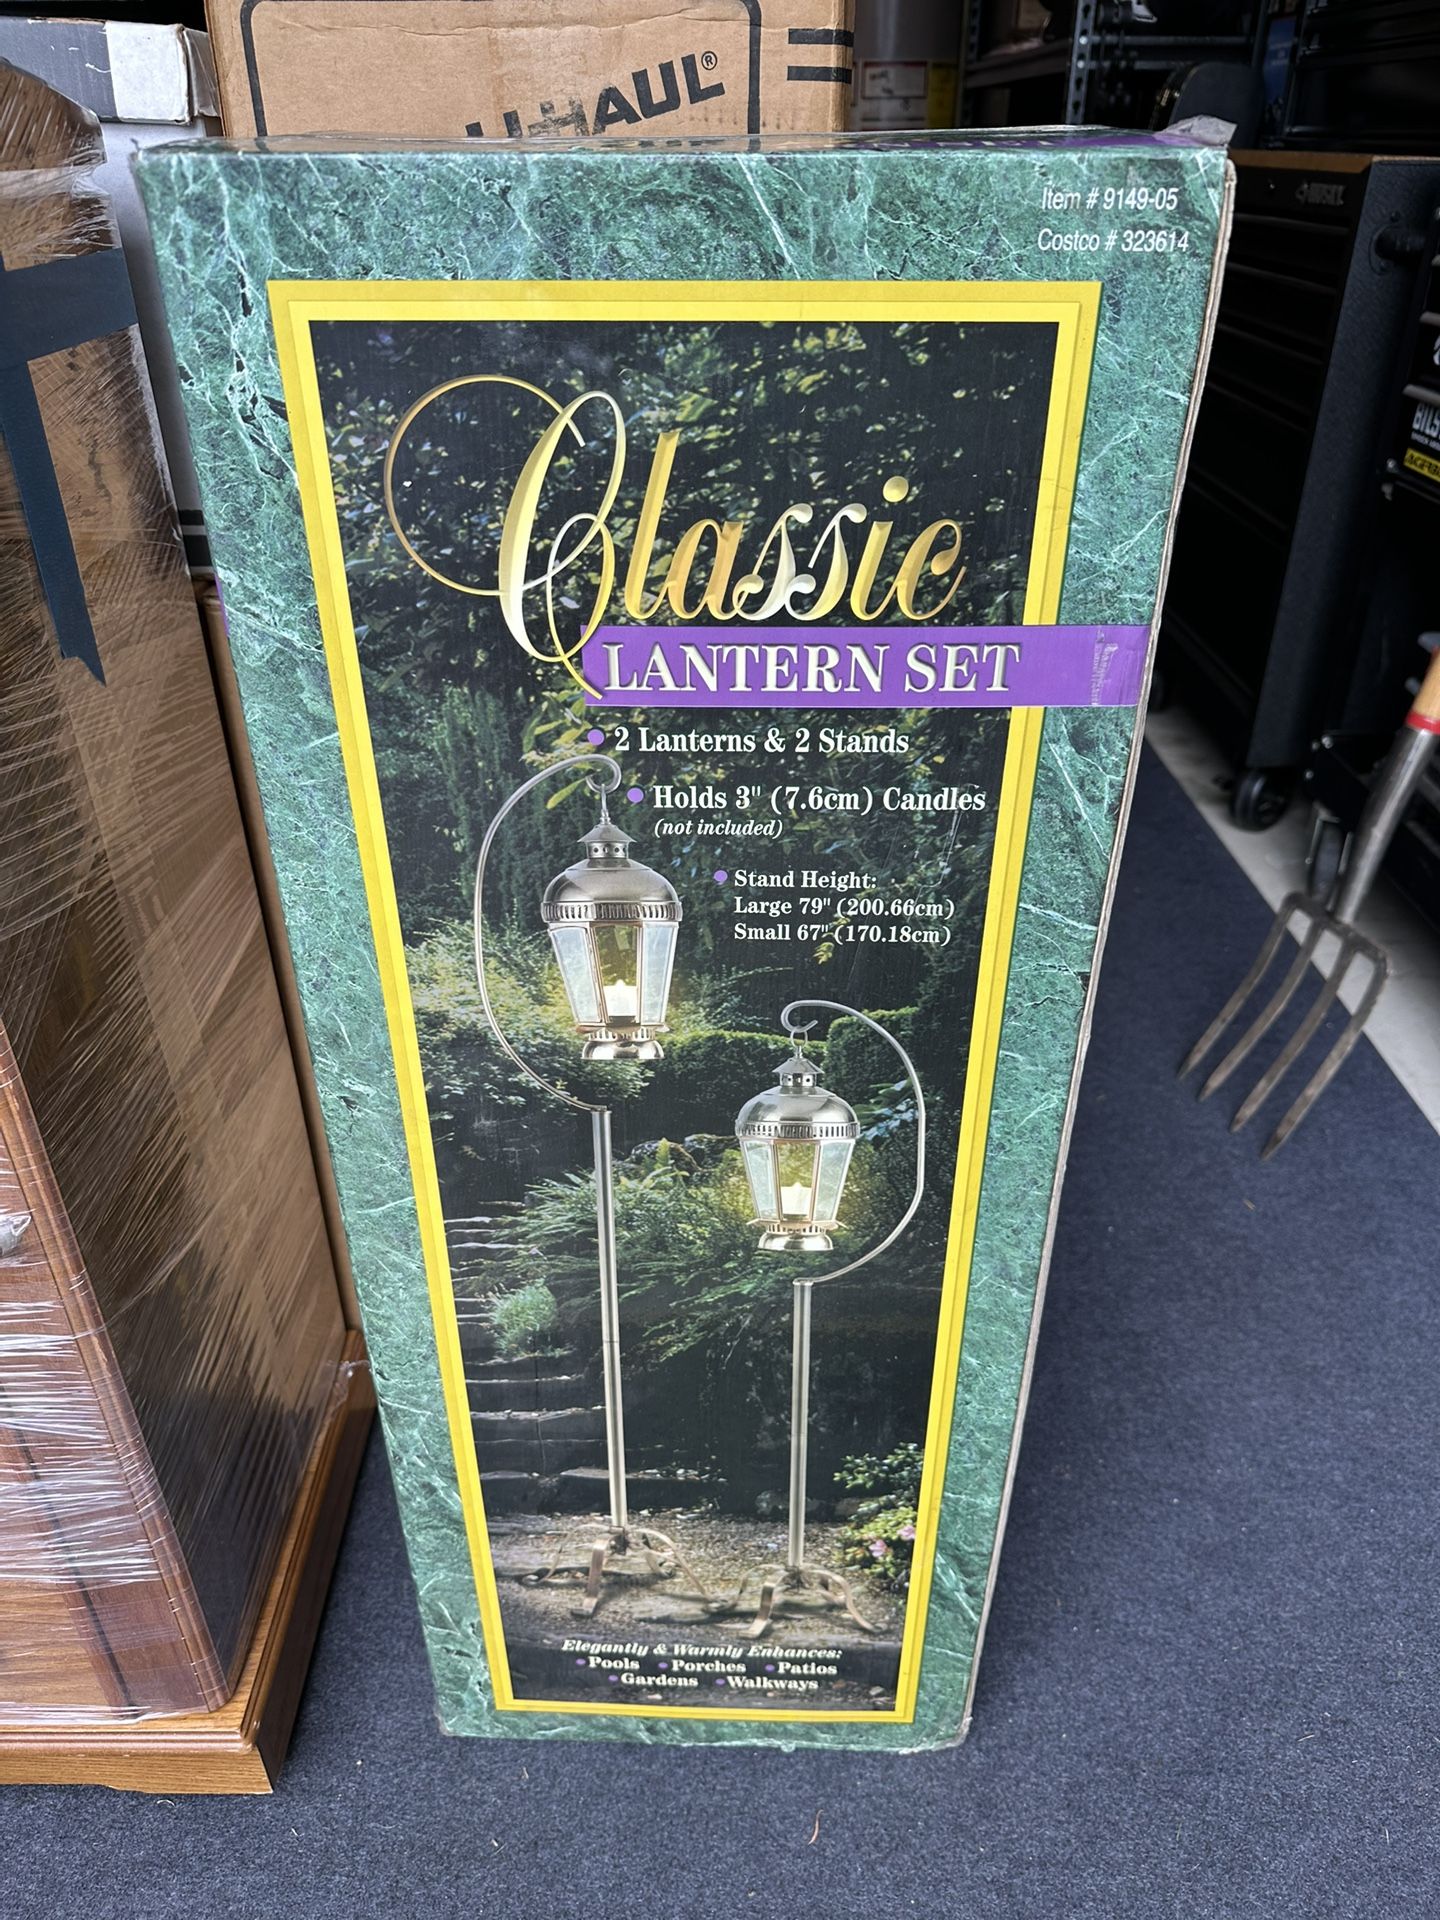 U-HAUL®
Item # 9149-05
Costco # 323614
HUSKY
Classic
LANTERN SET
• 2 Lanterns & 2 Stands
• Holds 3" (7.6cm) Candles
(not included)
• Stand Height:
Large 79" (200.66cm)
Small 67" (170.18cm)
Elegantly & Warmly Enhances:
• Pools • Porches • Patios
• Gardens • Walkways